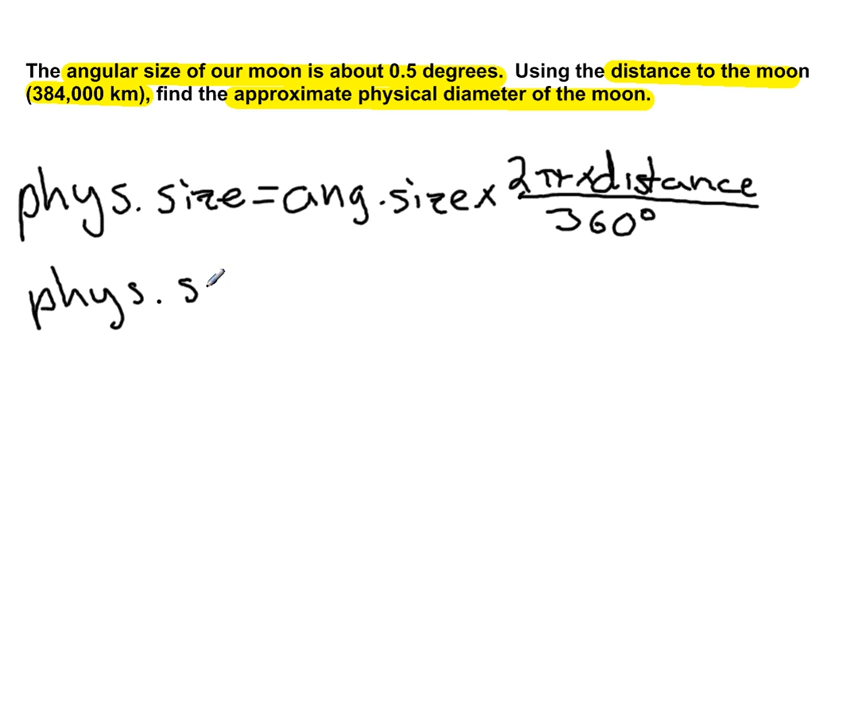 The angular size of our moon is about 0.5 degrees. Using the distance to the moon
(384,000 km), find the approximate physical diameter of the moon.
phys. size = ang. size x 2π x distance
360°
phys. s